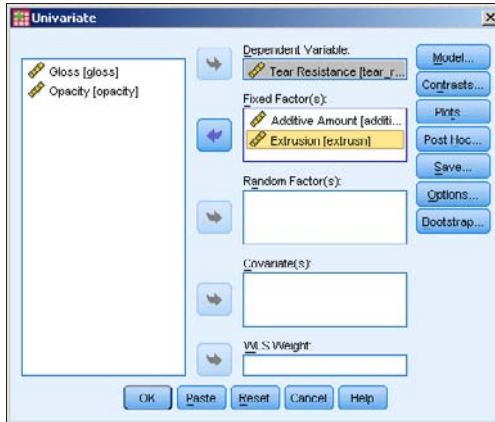 Univariate
Gloss [gloss]
Opacity [opacity]
Dependent Variable:
Tear Resistance [tear_r...
Fixed Factor(s):
Additive Amount [additi...
Extrusion [extrusn]
Random Factor(s):
Covariate(s):
WLS Weight:
Model...
Contrasts...
Plots
Post Hoc...
Save...
Options...
Bootstrap...
OK
Paste
Reset
Cancel
Help